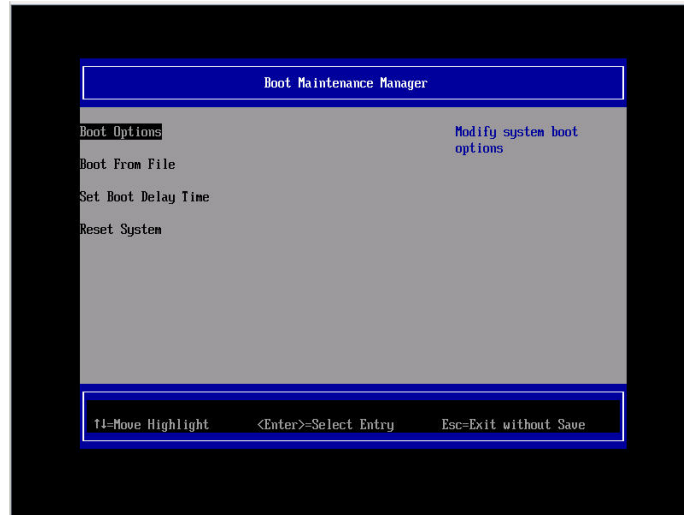 Boot Maintenance Manager
Boot Options
Modify system boot
options
Boot From File
Set Boot Delay Time
Reset System
↑↓=Move Highlight <Enter>=Select Entry Esc=Exit without Save